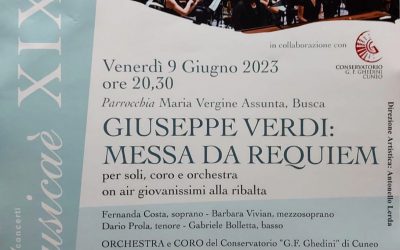 in collaborazione con
CONSERVATORIO
G. F. GHEDINI
CUNEO
Venerdì 9 Giugno 2023
ore 20,30
Parrocchia Maria Vergine Assunta, Busca
GIUSEPPE VERDI:
MESSA DA REQUIEM
per soli, coro e orchestra
on air giovanissimi alla ribalta
Fernanda Costa, soprano - Barbara Vivian, mezzosoprano
Dario Prola, tenore - Gabriele Bolletta, basso
ORCHESTRA e CORO del Conservatorio "G.F. Ghedini" di Cuneo
Direzione Artistica: Antonello Lerda
usicaè XIX
concerti